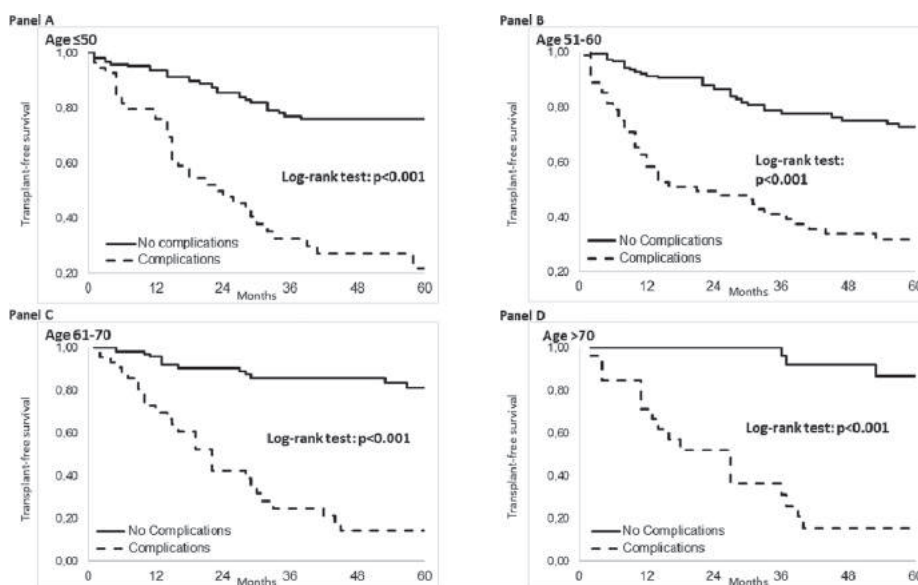 Panel A
Age ≤50
1,00
0,80
0,60
0,40
0,20
Transplant-free survival
Log-rank test: p<0.001
No complications
Complications
0 12 24 36 48 60
Months
Panel B
Age 51-60
1,00
0,80
0,60
0,40
0,20
Transplant-free survival
Log-rank test:
p<0.001
No Complications
Complications
0 12 24 36 48 60
Months
Panel C
Age 61-70
1,00
0,80
0,60
0,40
0,20
0,00
Transplant-free survival
Log-rank test: p<0.001
No Complications
Complications
0 12 24 36 48 60
Months
Panel D
Age >70
1,00
0,80
0,60
0,40
0,20
0,00
Transplant-free survival
Log-rank test: p<0.001
No Complications
Complications
0 12 24 36 48 60
Months